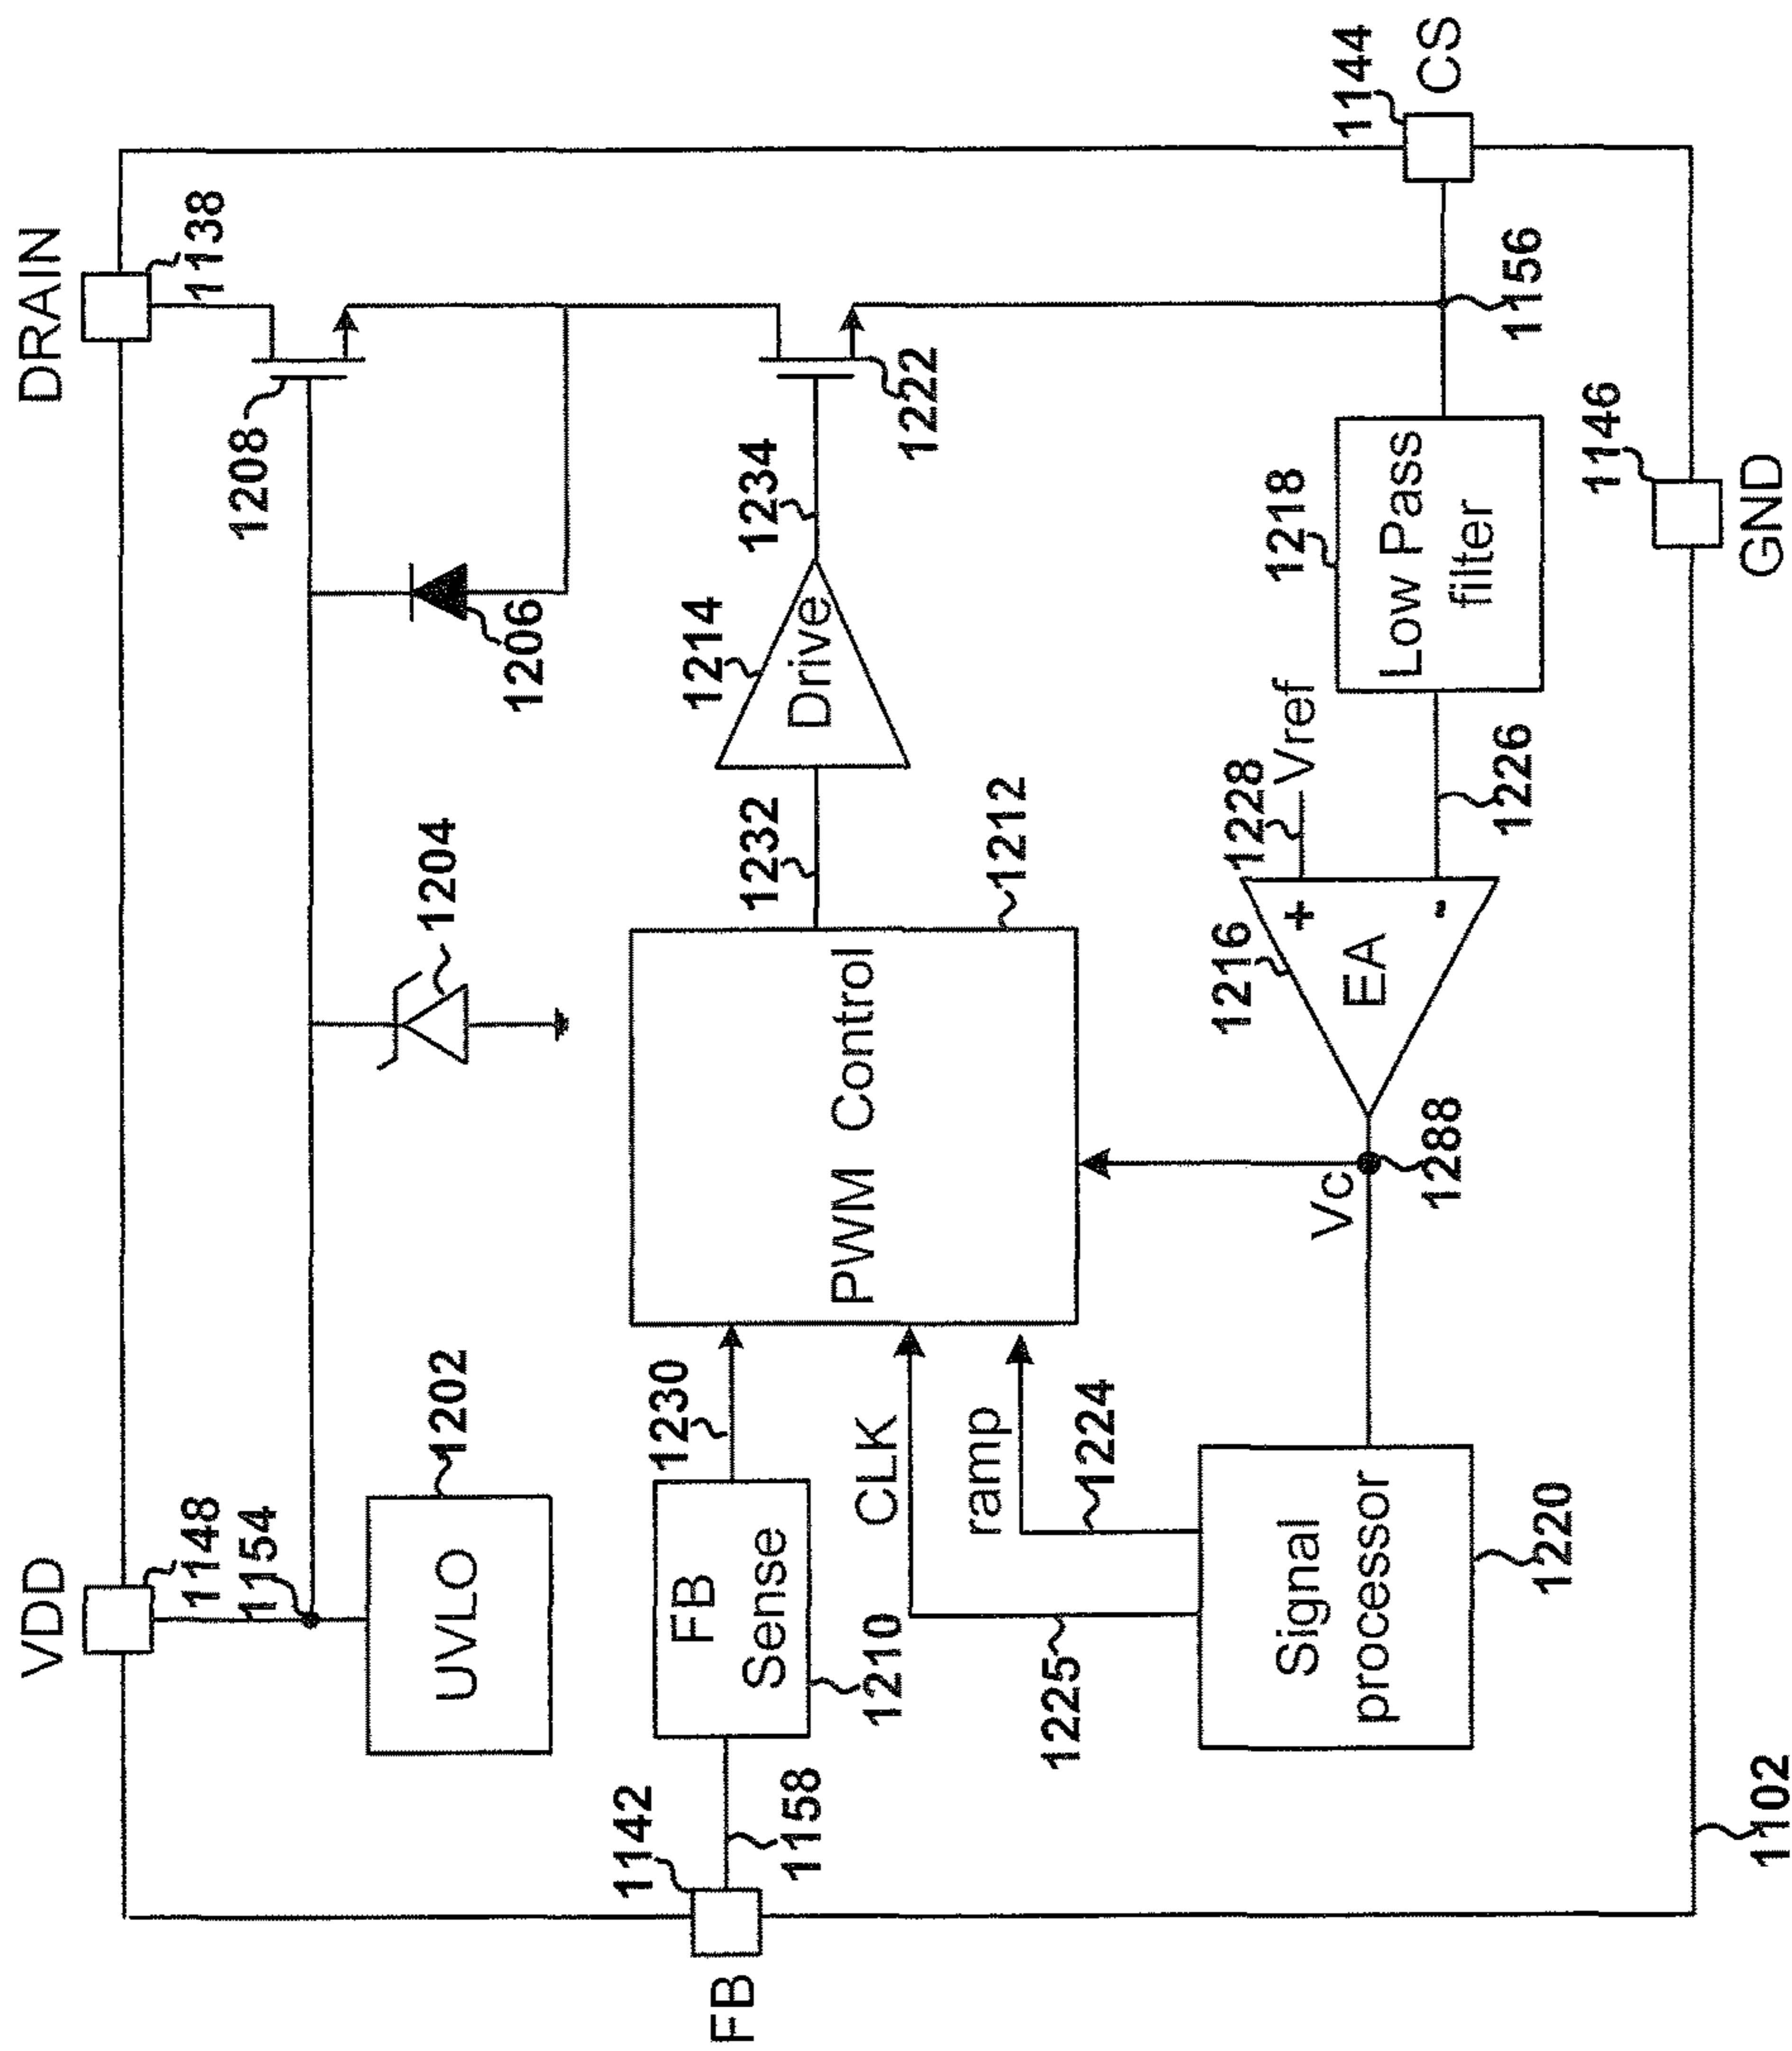 DRAIN
1138
VDD
1148
1154
1208
1202
UVLO
1204
1206
1142
FB
1158
FB
Sense
1210
1230
CLK
ramp
1225
1224
PWM Control
1212
1232
1214
Drive
1234
1222
1144
CS
1156
Signal
processor
1220
Vc
1288
1216
EA
+
-
1228
Vref
1226
1218
Low Pass
filter
1146
GND
1102